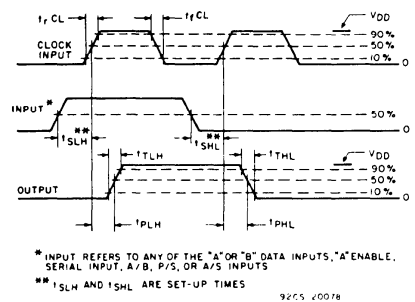 trCL
tfCL
VDD
90%
50%
10%
0
CLOCK
INPUT
INPUT*
50%
0
tSLH**
tSHL**
tTLH
tTHL
VDD
90%
50%
10%
0
OUTPUT
tPLH
tPHL
* INPUT REFERS TO ANY OF THE "A" OR "B" DATA INPUTS, "A" ENABLE,
SERIAL INPUT, A/B, P/S, OR A/S INPUTS
** tSLH AND tSHL ARE SET-UP TIMES
92CS 20078